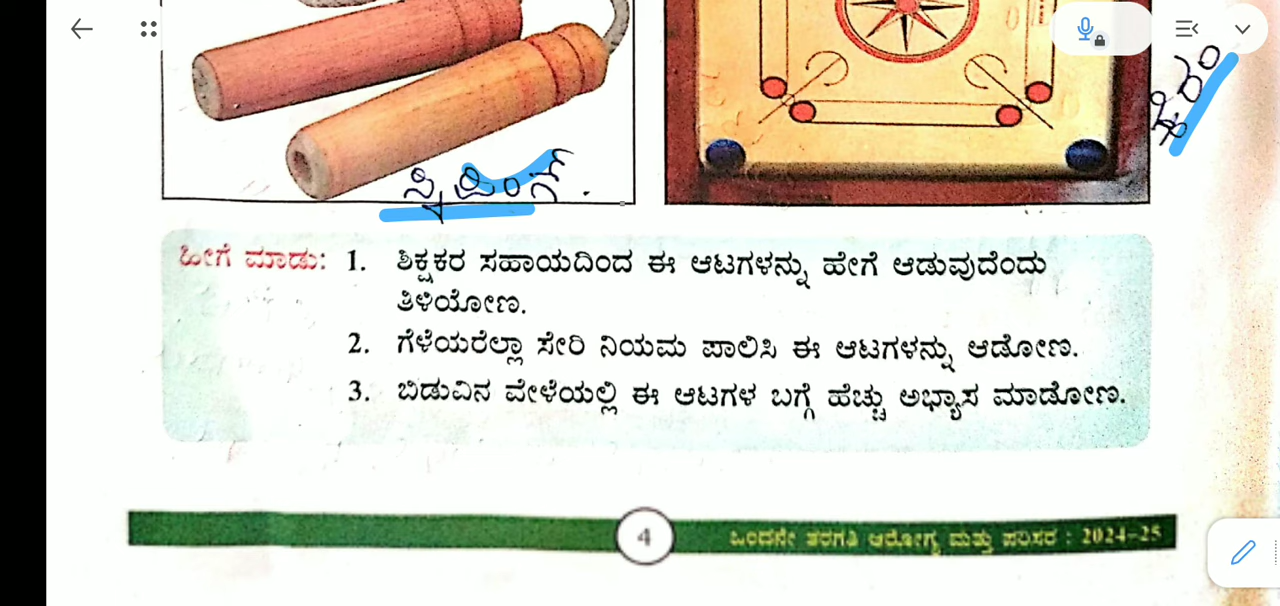 ಸ್ಕಿಪಿಂಗ್.
ಹೀಗೆ ಮಾಡು: 1. ಶಿಕ್ಷಕರ ಸಹಾಯದಿಂದ ಈ ಆಟಗಳನ್ನು ಹೇಗೆ ಆಡುವುದೆಂದು
ತಿಳಿಯೋಣ.
2. ಗೆಳೆಯರೆಲ್ಲಾ ಸೇರಿ ನಿಯಮ ಪಾಲಿಸಿ ಈ ಆಟಗಳನ್ನು ಆಡೋಣ.
3. ಬಿಡುವಿನ ವೇಳೆಯಲ್ಲಿ ಈ ಆಟಗಳ ಬಗ್ಗೆ ಹೆಚ್ಚು ಅಭ್ಯಾಸ ಮಾಡೋಣ.
4
ಒಂದನೇ ತರಗತಿ ಆರೋಗ್ಯ ಮತ್ತು ಪರಿಸರ : 2024-25